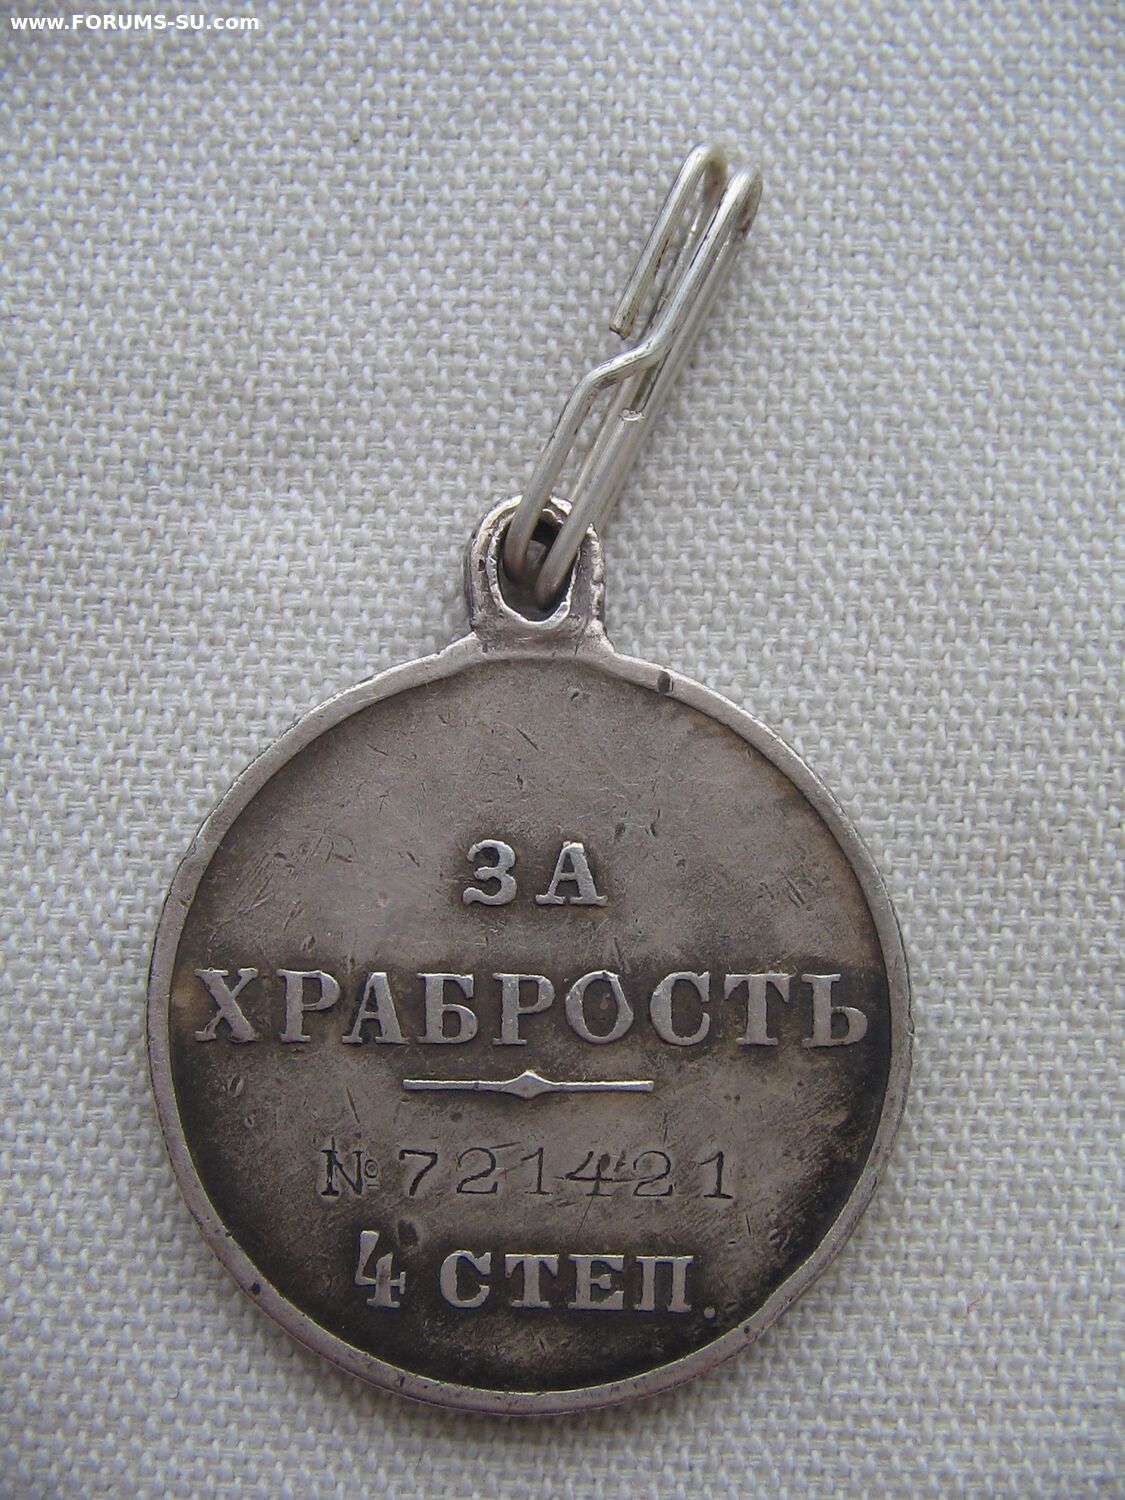 www.FORUMS-SU.com
ЗА
ХРАБРОСТЬ
№ 721421
4 СТЕП.